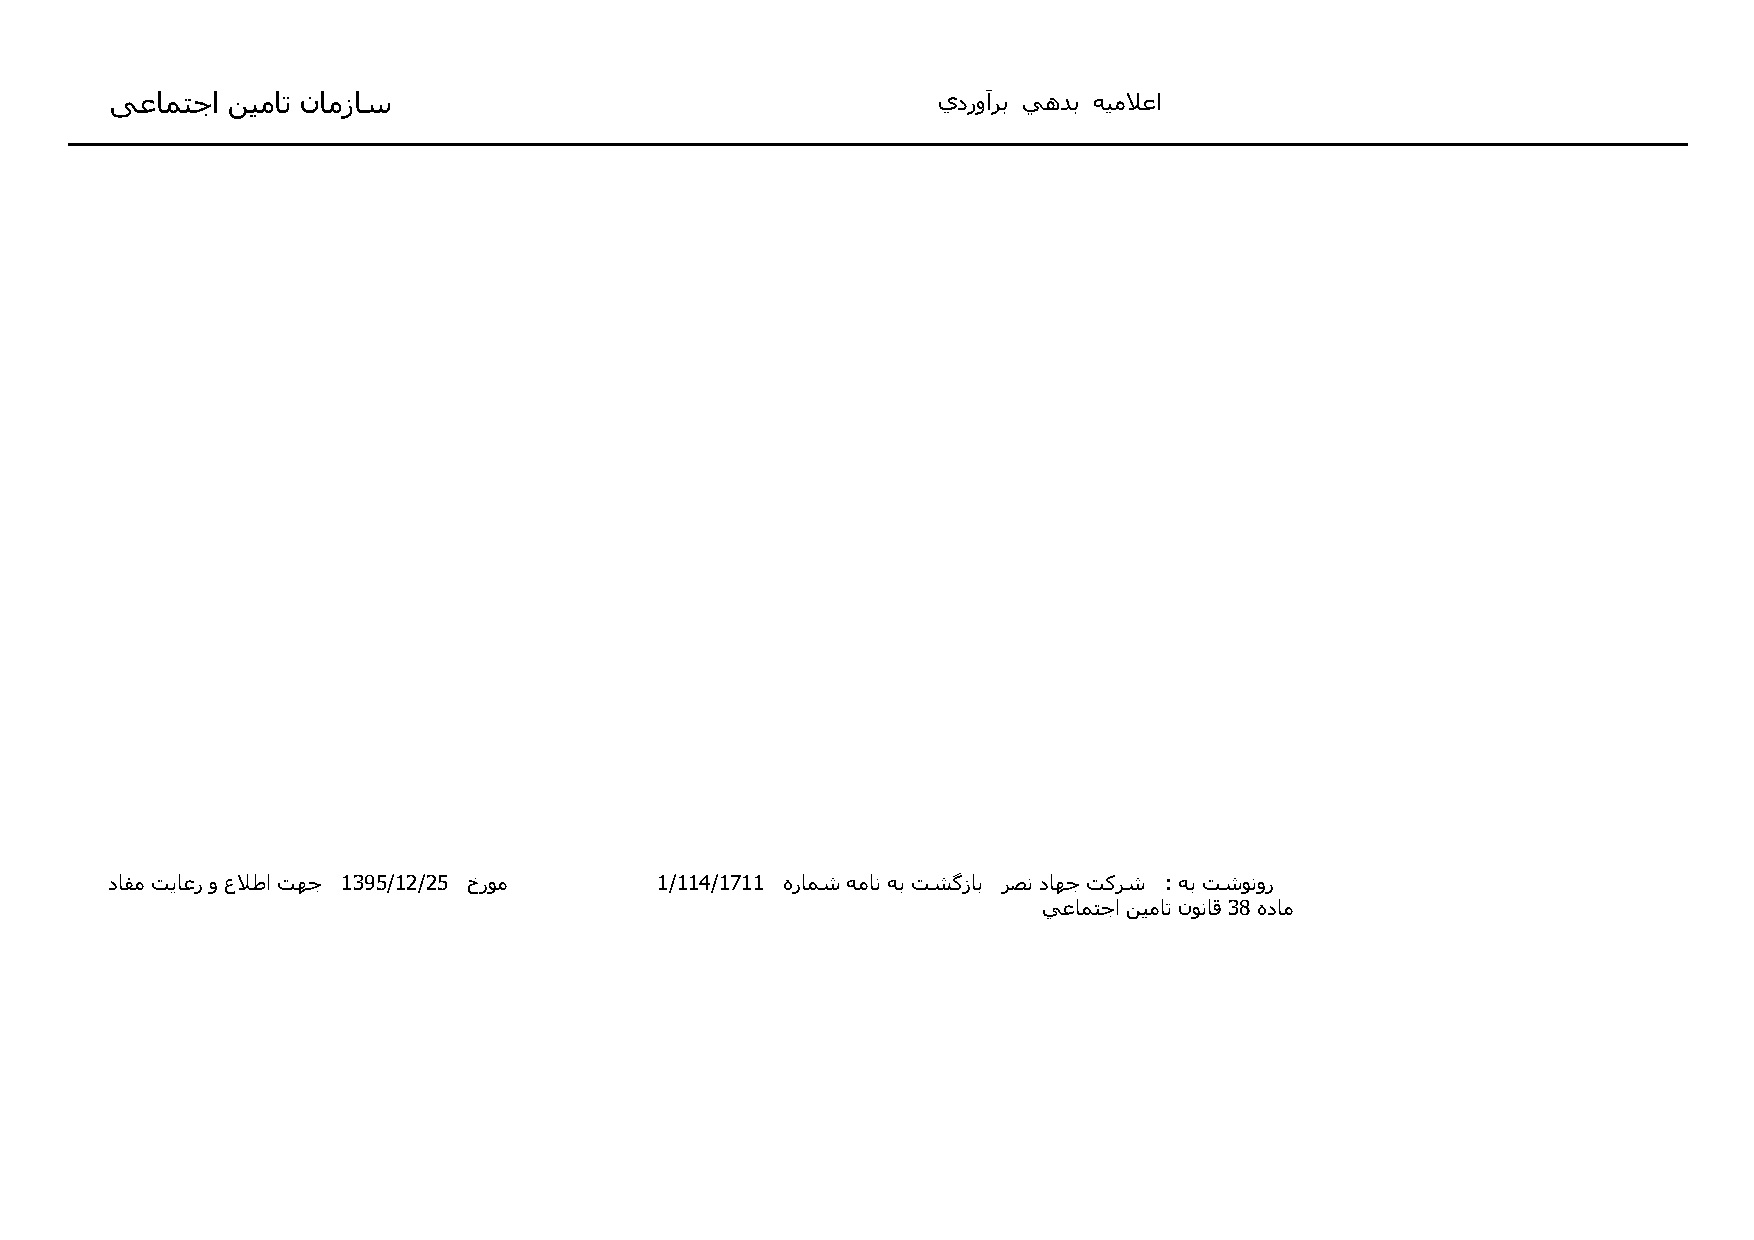 اعلاميه بدهي برآوردي سازمان تامین اجتماعی
رونوشت به : شركت جهاد نصر بازگشت به نامه شماره 1/114/1711 مورخ 1395/12/25 جهت اطلاع و رعايت مفاد
ماده 38 قانون تامين اجتماعي